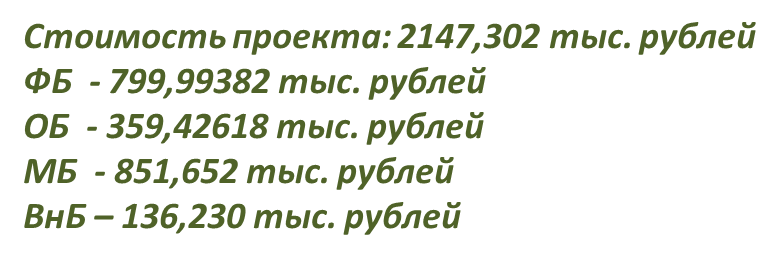 Стоимость проекта: 2147,302 тыс. рублей
ФБ - 799,99382 тыс. рублей
ОБ - 359,42618 тыс. рублей
МБ - 851,652 тыс. рублей
ВнБ – 136,230 тыс. рублей